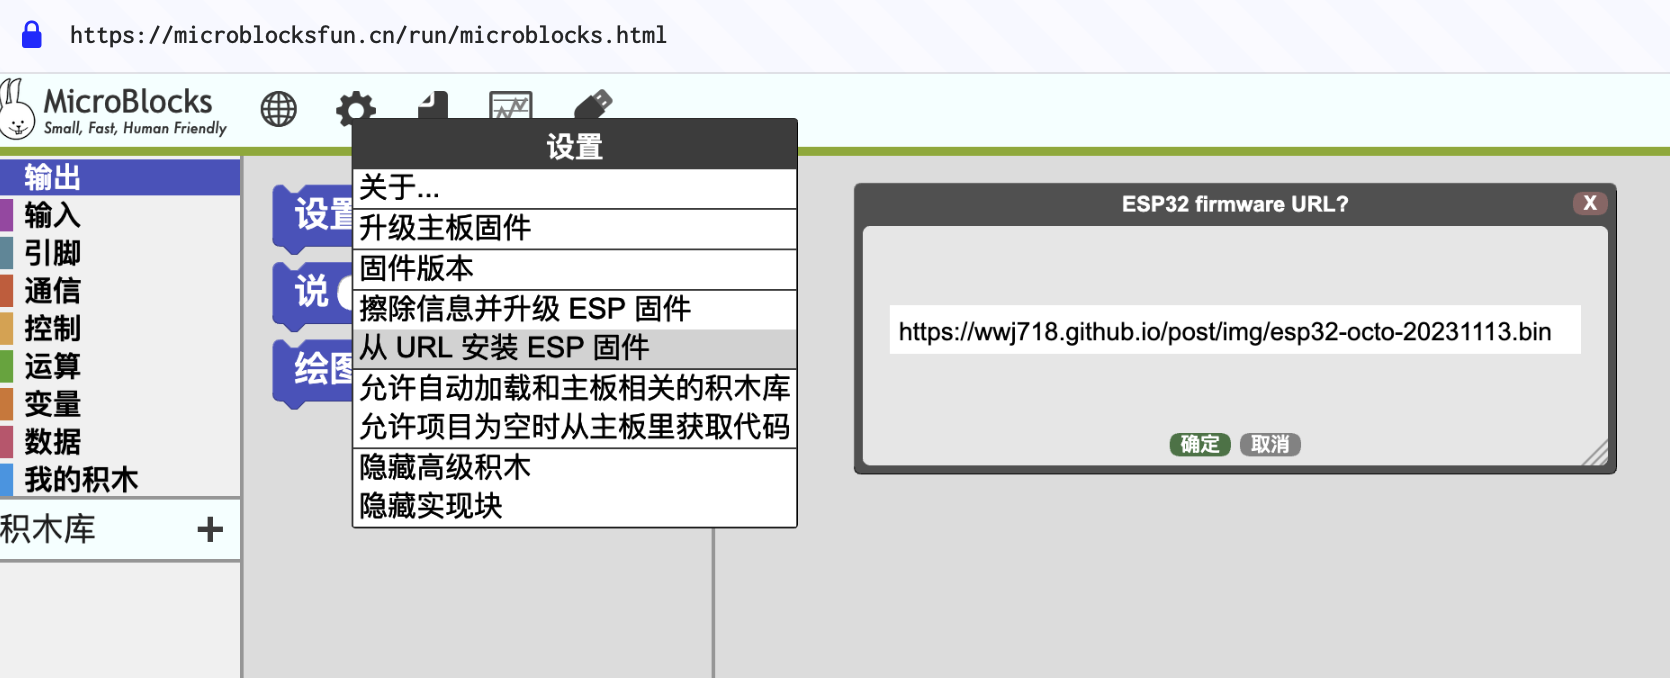 https://microblocksfun.cn/run/microblocks.html
MicroBlocks
Small, Fast, Human Friendly
设置
关于...
升级主板固件
固件版本
擦除信息并升级 ESP 固件
从 URL 安装 ESP 固件
允许自动加载和主板相关的积木库
允许项目为空时从主板里获取代码
隐藏高级积木
隐藏实现块
输出
输入
引脚
通信
控制
运算
变量
数据
我的积木
积木库 +
设置
说
绘图
ESP32 firmware URL?
X
https://wwj718.github.io/post/img/esp32-octo-20231113.bin
确定 取消